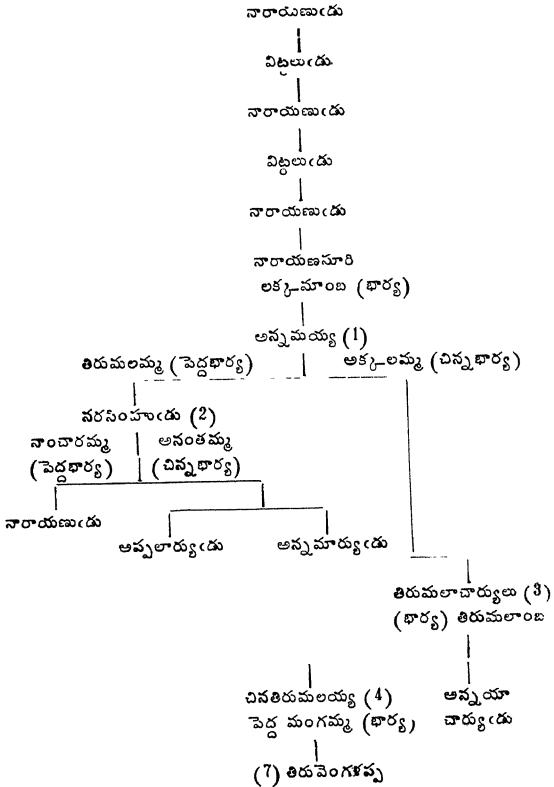 నారాయణుఁడు
విట్ఠలుఁడు
నారాయణుఁడు
విట్ఠలుఁడు
నారాయణుఁడు
నారాయణసూరి
లక్కమాంబ (భార్య)
అన్నమయ్య (1)
తిరుమలమ్మ (పెద్దభార్య) అక్కలమ్మ (చిన్నభార్య)
నరసింహుఁడు (2)
నాంచారమ్మ అనంతమ్మ
(పెద్దభార్య) (చిన్నభార్య)
నారాయణుఁడు
అప్పలార్యుఁడు అన్నమార్యుఁడు
తిరుమలాచార్యులు (3)
(భార్య) తిరుమలాంబ
చినతిరుమలయ్య (4) అన్నయా
పెద్ద మంగమ్మ (భార్య) చార్యుఁడు
(7) తిరువెంగళప్ప